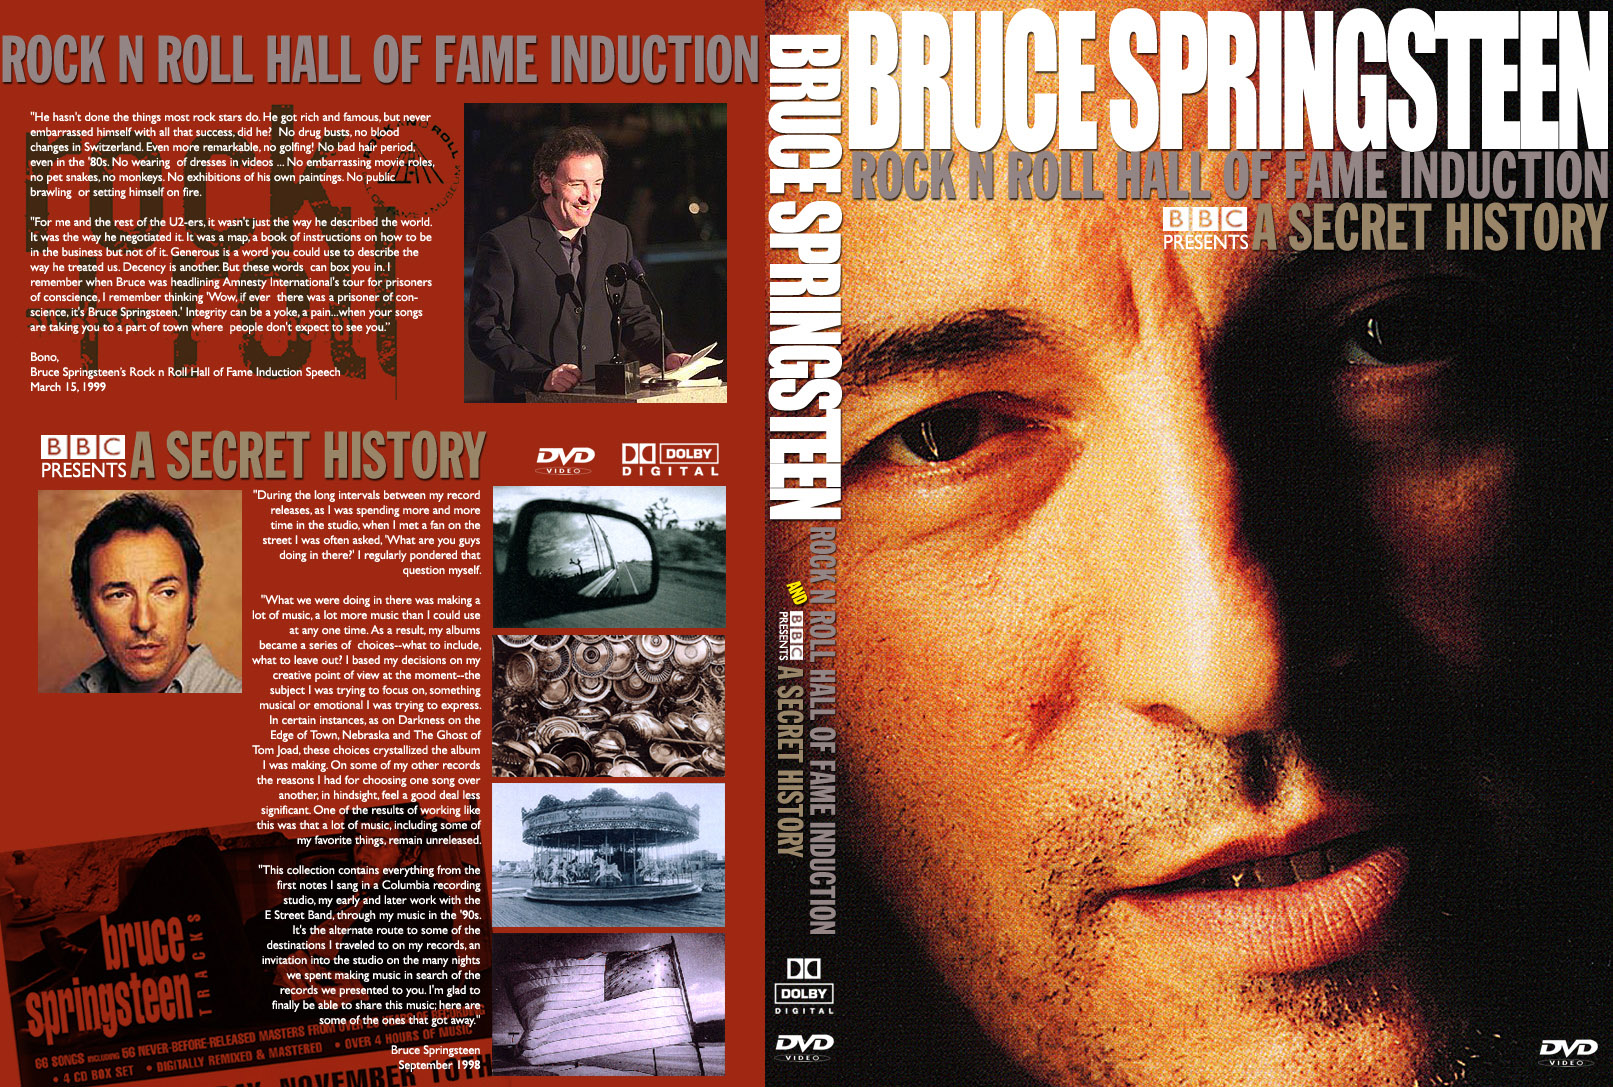 ROCK N ROLL HALL OF FAME INDUCTION
"He hasn't done the things most rock stars do. He got rich and famous, but never
embarrassed himself with all that success, did he?  No drug busts, no blood
changes in Switzerland. Even more remarkable, no golfing! No bad hair period,
even in the '80s. No wearing  of dresses in videos ... No embarrassing movie roles,
no pet snakes, no monkeys. No exhibitions of his own paintings. No public
brawling  or setting himself on fire.
"For me and the rest of the U2-ers, it wasn't just the way he described the world.
It was the way he negotiated it. It was a map, a book of instructions on how to be
in the business but not of it. Generous is a word you could use to describe the
way he treated us. Decency is another. But these words  can box you in. I
remember when Bruce was headlining Amnesty International's tour for prisoners
of conscience, I remember thinking 'Wow, if ever  there was a prisoner of con-
science, it's Bruce Springsteen.' Integrity can be a yoke, a pain...when your songs
are taking you to a part of town where  people don't expect to see you."
Bono,
Bruce Springsteen's Rock n Roll Hall of Fame Induction Speech
March 15, 1999
BBC
PRESENTS A SECRET HISTORY
DVD
VIDEO
DOLBY
DIGITAL
"During the long intervals between my record
releases, as I was spending more and more
time in the studio, when I met a fan on the
street I was often asked, 'What are you guys
doing in there?' I regularly pondered that
question myself.
"What we were doing in there was making a
lot of music, a lot more music than I could use
at any one time. As a result, my albums
became a series of  choices--what to include,
what to leave out? I based my decisions on my
creative point of view at the moment--the
subject I was trying to focus on, something
musical or emotional I was trying to express.
In certain instances, as on Darkness on the
Edge of Town, Nebraska and The Ghost of
Tom Joad, these choices crystallized the album
I was making. On some of my other records
the reasons I had for choosing one song over
another, in hindsight, feel a good deal less
significant. One of the results of working like
this was that a lot of music, including some of
my favorite things, remain unreleased.
"This collection contains everything from the
first notes I sang in a Columbia recording
studio, my early and later work with the
E Street Band, through my music in the '90s.
It's the alternate route to some of the
destinations I traveled to on my records, an
invitation into the studio on the many nights
we spent making music in search of the
records we presented to you. I'm glad to
finally be able to share this music; here are
some of the ones that got away."
Bruce Springsteen
September 1998
bruce
springsteen
TRACKS
66 SONGS INCLUDING 56 NEVER-BEFORE-RELEASED MASTERS FROM OVER 25 YEARS OF RECORDING
• 4 CD BOX SET • DIGITALLY REMIXED & MASTERED • OVER 4 HOURS OF MUSIC
NOVEMBER 10TH
BRUCE SPRINGSTEEN
ROCK N ROLL HALL OF FAME INDUCTION
AND
BBC
PRESENTS A SECRET HISTORY
DOLBY
DIGITAL
DVD
VIDEO
BRUCE SPRINGSTEEN
ROCK N ROLL HALL OF FAME INDUCTION
BBC
PRESENTS A SECRET HISTORY
DVD
VIDEO